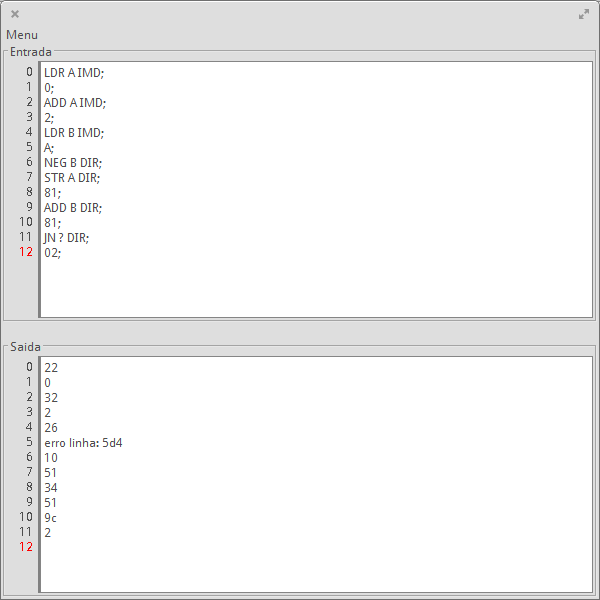 Menu
Entrada
0 LDR A IMD;
1 0;
2 ADD A IMD;
3 2;
4 LDR B IMD;
5 A;
6 NEG B DIR;
7 STR A DIR;
8 81;
9 ADD B DIR;
10 81;
11 JN ? DIR;
12 02;
Saida
0 22
1 0
2 32
3 2
4 26
5 erro linha: 5d4
6 10
7 51
8 34
9 51
10 9c
11 2
12